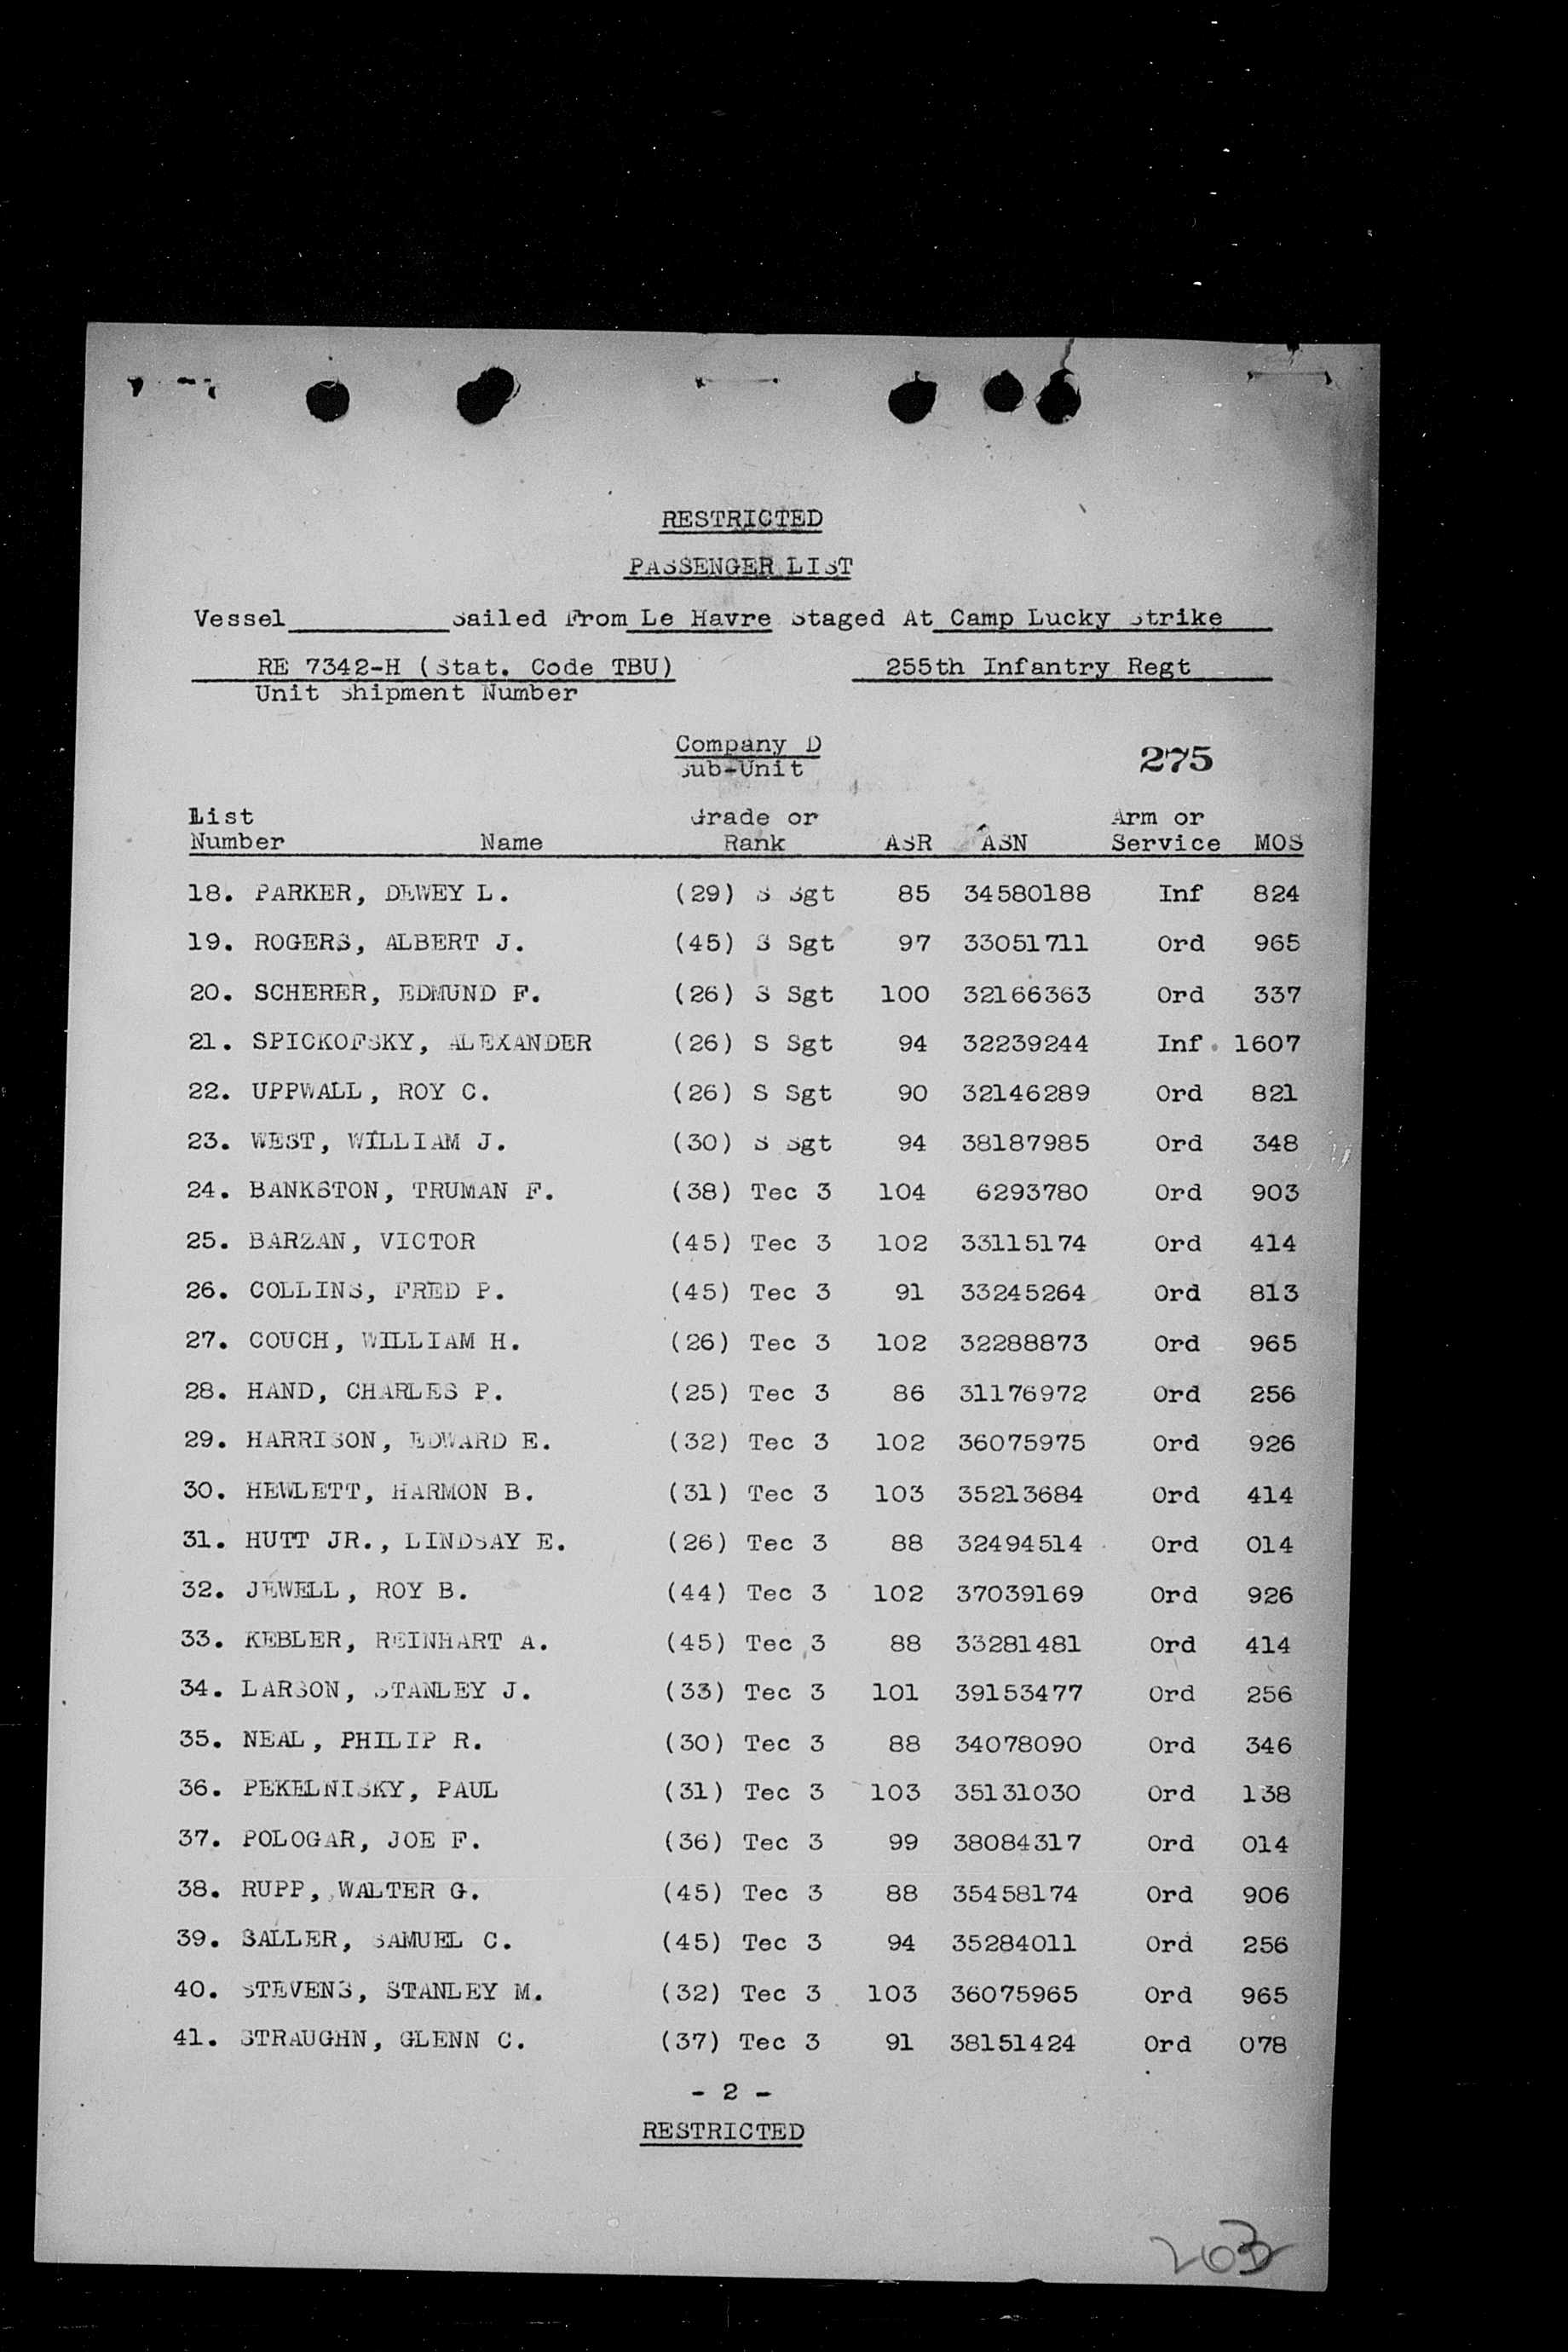 RESTRICTED
PASSENGER LIST
Vessel__________Sailed From Le Havre Staged At Camp Lucky Strike
RE 7342-H (Stat. Code TBU) 255th Infantry Regt
Unit Shipment Number
Company D
Sub-Unit
275
List Grade or Arm or
Number Name Rank ASR ASN Service MOS
18. PARKER, DEWEY L. (29) S Sgt 85 34580188 Inf 824
19. ROGERS, ALBERT J. (45) S Sgt 97 33051711 Ord 965
20. SCHERER, EDMUND F. (26) S Sgt 100 32166363 Ord 337
21. SPICKOFSKY, ALEXANDER (26) S Sgt 94 32239244 Inf. 1607
22. UPPWALL, ROY C. (26) S Sgt 90 32146289 Ord 821
23. WEST, WILLIAM J. (30) S Sgt 94 38187985 Ord 348
24. BANKSTON, TRUMAN F. (38) Tec 3 104 6293780 Ord 903
25. BARZAN, VICTOR (45) Tec 3 102 33115174 Ord 414
26. COLLINS, FRED P. (45) Tec 3 91 33245264 Ord 813
27. COUCH, WILLIAM H. (26) Tec 3 102 32288873 Ord 965
28. HAND, CHARLES P. (25) Tec 3 86 31176972 Ord 256
29. HARRISON, EDWARD E. (32) Tec 3 102 36075975 Ord 926
30. HEWLETT, HARMON B. (31) Tec 3 103 35213684 Ord 414
31. HUTT JR., LINDSAY E. (26) Tec 3 88 32494514 Ord 014
32. JEWELL, ROY B. (44) Tec 3 102 37039169 Ord 926
33. KEBLER, REINHART A. (45) Tec 3 88 33281481 Ord 414
34. LARSON, STANLEY J. (33) Tec 3 101 39153477 Ord 256
35. NEAL, PHILIP R. (30) Tec 3 88 34078090 Ord 346
36. PEKELNISKY, PAUL (31) Tec 3 103 35131030 Ord 138
37. POLOGAR, JOE F. (36) Tec 3 99 38084317 Ord 014
38. RUPP, WALTER G. (45) Tec 3 88 35458174 Ord 906
39. SALLER, SAMUEL C. (45) Tec 3 94 35284011 Ord 256
40. STEVENS, STANLEY M. (32) Tec 3 103 36075965 Ord 965
41. STRAUGHN, GLENN C. (37) Tec 3 91 38151424 Ord 078
- 2 -
RESTRICTED